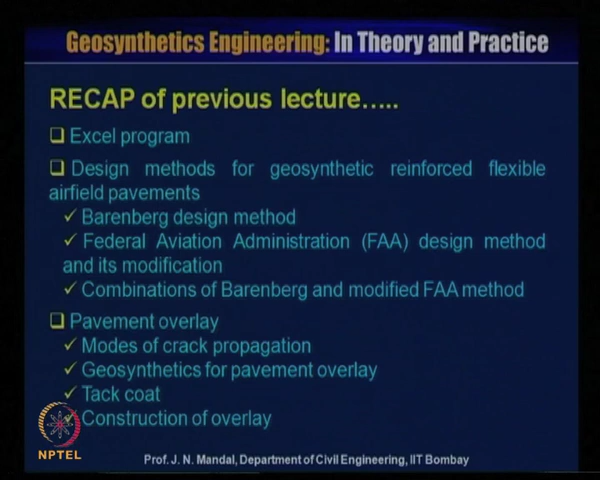 Geosynthetics Engineering: In Theory and Practice
RECAP of previous lecture.....
Excel program
Design methods for geosynthetic reinforced flexible
airfield pavements
Barenberg design method
Federal Aviation Administration (FAA) design method
and its modification
Combinations of Barenberg and modified FAA method
Pavement overlay
Modes of crack propagation
Geosynthetics for pavement overlay
Tack coat
Construction of overlay
NPTEL
Prof. J. N. Mandal, Department of Civil Engineering, IIT Bombay